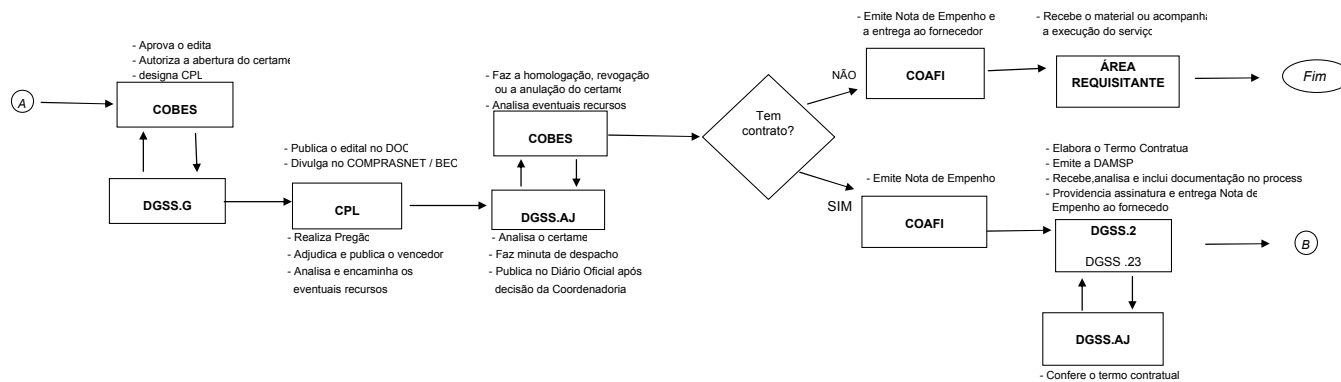 - Aprova o edita
- Autoriza a abertura do certame
- designa CPL
A
COBES
DGSS.G
- Publica o edital no DOC
- Divulga no COMPRASNET / BEC
CPL
- Realiza Pregão
- Adjudica e publica o vencedor
- Analisa e encaminha os
eventuais recursos
- Faz a homologação, revogação
ou a anulação do certame
- Analisa eventuais recursos
COBES
DGSS.AJ
- Analisa o certame
- Faz minuta de despacho
- Publica no Diário Oficial após
decisão da Coordenadoria
Tem
contrato?
NÃO
- Emite Nota de Empenho e
a entrega ao fornecedor
COAFI
- Recebe o material ou acompanha
a execução do serviço
ÁREA
REQUISITANTE
Fim
SIM
- Emite Nota de Empenho
COAFI
- Elabora o Termo Contratua
- Emite a DAMSP
- Recebe,analisa e inclui documentação no process
- Providencia assinatura e entrega Nota de
Empenho ao fornecedo
DGSS.2
DGSS .23
B
DGSS.AJ
- Confere o termo contratual